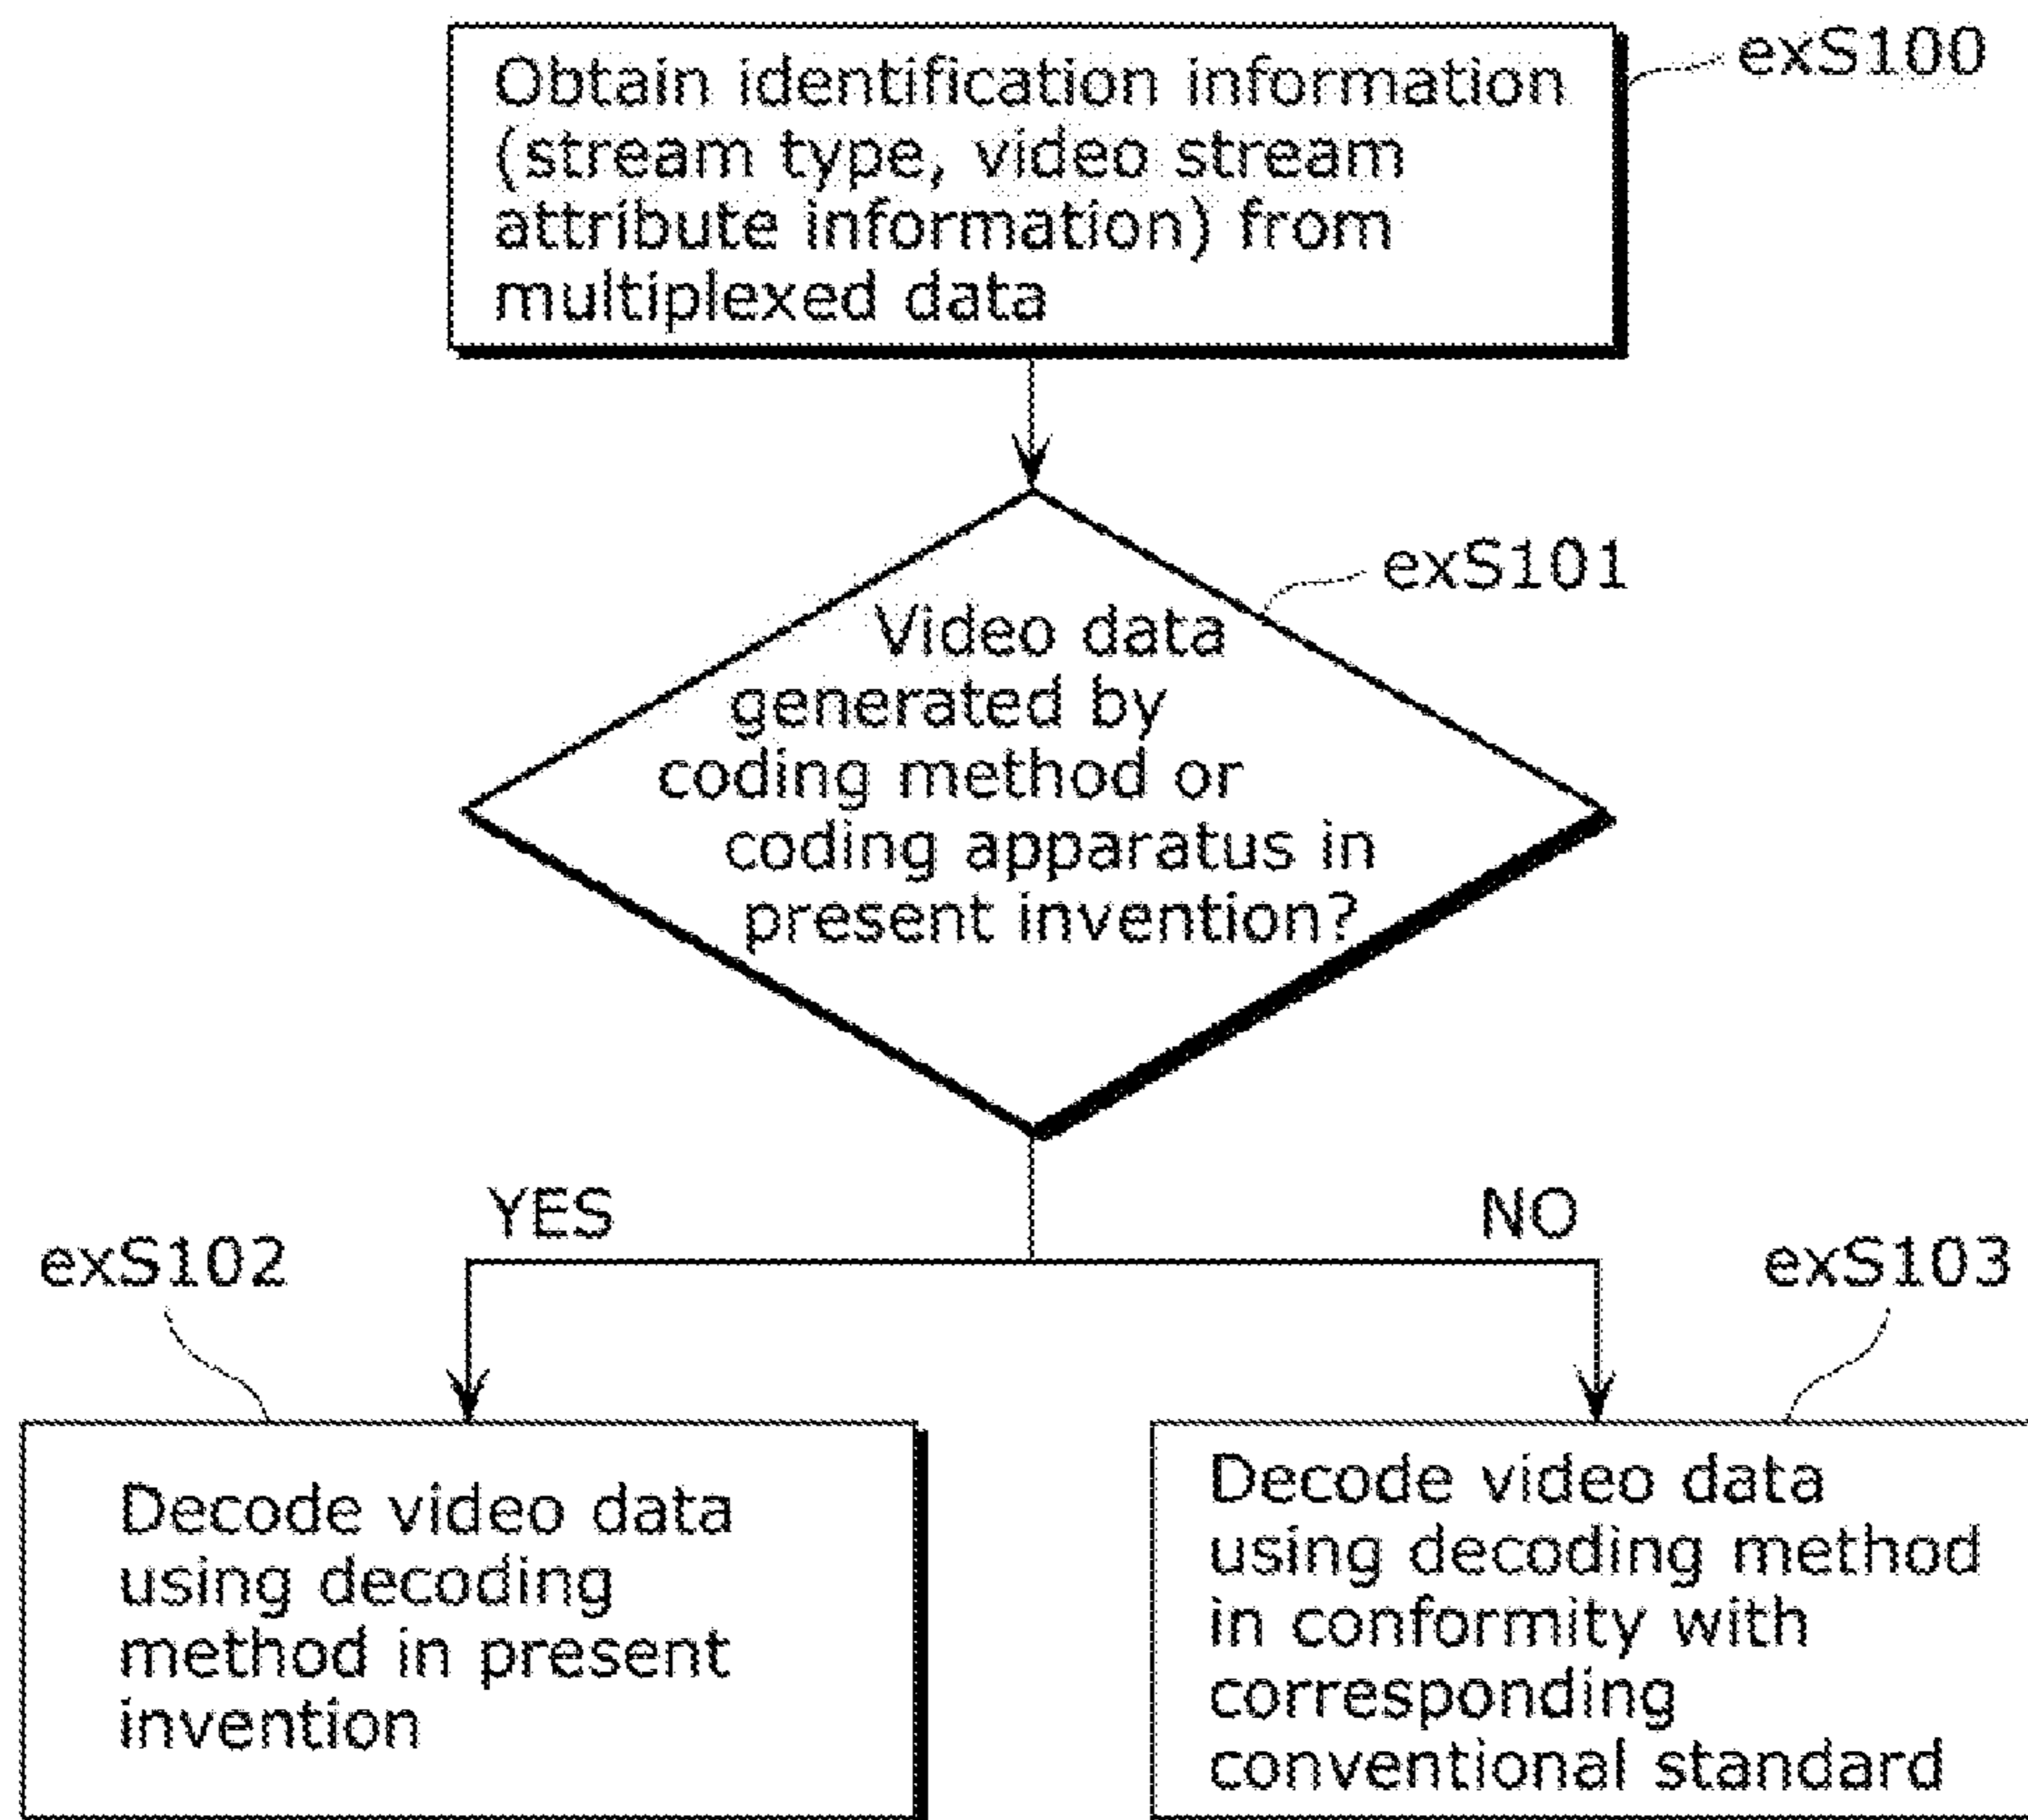 exS100
Obtain identification information
(stream type, video stream
attribute information) from
multiplexed data
exS101
Video data
generated by
coding method or
coding apparatus in
present invention?
YES
NO
exS102
exS103
Decode video data
using decoding
method in present
invention
Decode video data
using decoding method
in conformity with
corresponding
conventional standard